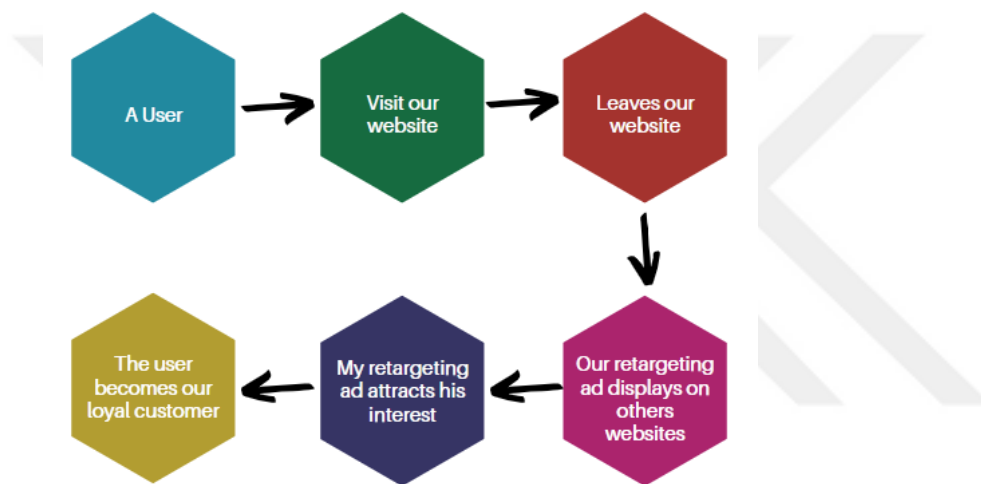 A User
Visit our
website
Leaves our
website
Our retargeting
ad displays on
others
websites
My retargeting
ad attracts his
interest
The user
becomes our
loyal customer